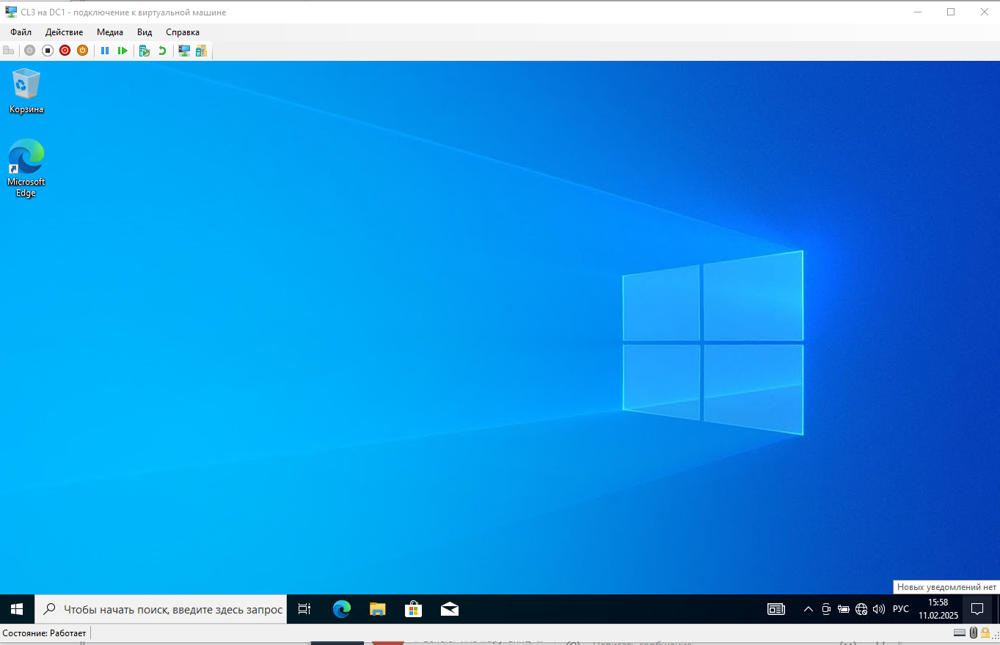 CL3 на DC1 - подключение к виртуальной машине
Файл Действие Медиа Вид Справка
Корзина
Microsoft
Edge
Новых уведомлений нет
Чтобы начать поиск, введите здесь запрос
РУС
15:58
11.02.2025
Состояние: Работает